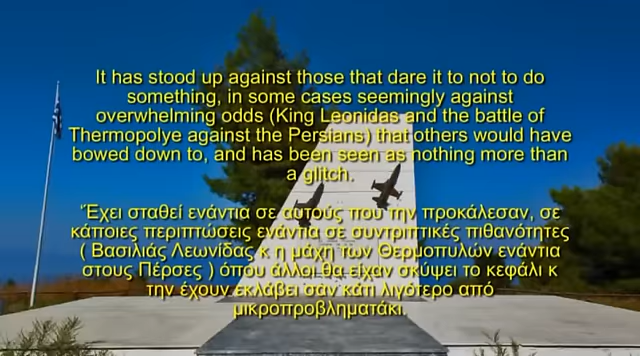 It has stood up against those that dare it to not to do
something, in some cases seemingly against
overwhelming odds (King Leonidas and the battle of
Thermopolye against the Persians) that others would have
bowed down to, and has been seen as nothing more than
a glitch.
Έχει σταθεί ενάντια σε αυτούς που την προκάλεσαν, σε
κάποιες περιπτώσεις ενάντια σε συντριπτικές πιθανότητες
( Βασιλιάς Λεωνίδας κ η μάχη των Θερμοπυλών ενάντια
στους Πέρσες ) όπου άλλοι θα είχαν σκύψει το κεφάλι κ
την έχουν εκλάβει σαν κάτι λιγότερο από
μικροπροβληματάκι.